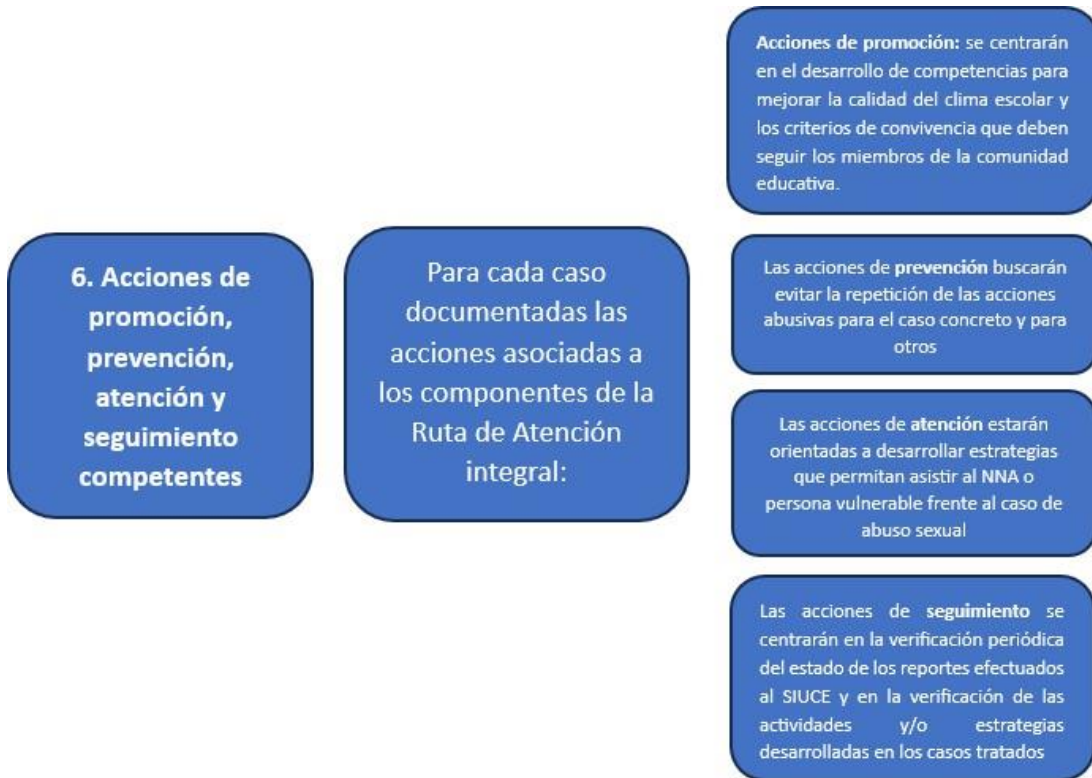 6. Acciones de
promoción,
prevención,
atención y
seguimiento
competentes
Para cada caso
documentadas las
acciones asociadas a
los componentes de la
Ruta de Atención
integral:
Acciones de promoción: se centrarán
en el desarrollo de competencias para
mejorar la calidad del clima escolar y
los criterios de convivencia que deben
seguir los miembros de la comunidad
educativa.
Las acciones de prevención buscarán
evitar la repetición de las acciones
abusivas para el caso concreto y para
otros
Las acciones de atención estarán
orientadas a desarrollar estrategias
que permitan asistir al NNA o
persona vulnerable frente al caso de
abuso sexual
Las acciones de seguimiento se
centrarán en la verificación periódica
del estado de los reportes efectuados
al SIUCE y en la verificación de las
actividades y/o estrategias
desarrolladas en los casos tratados